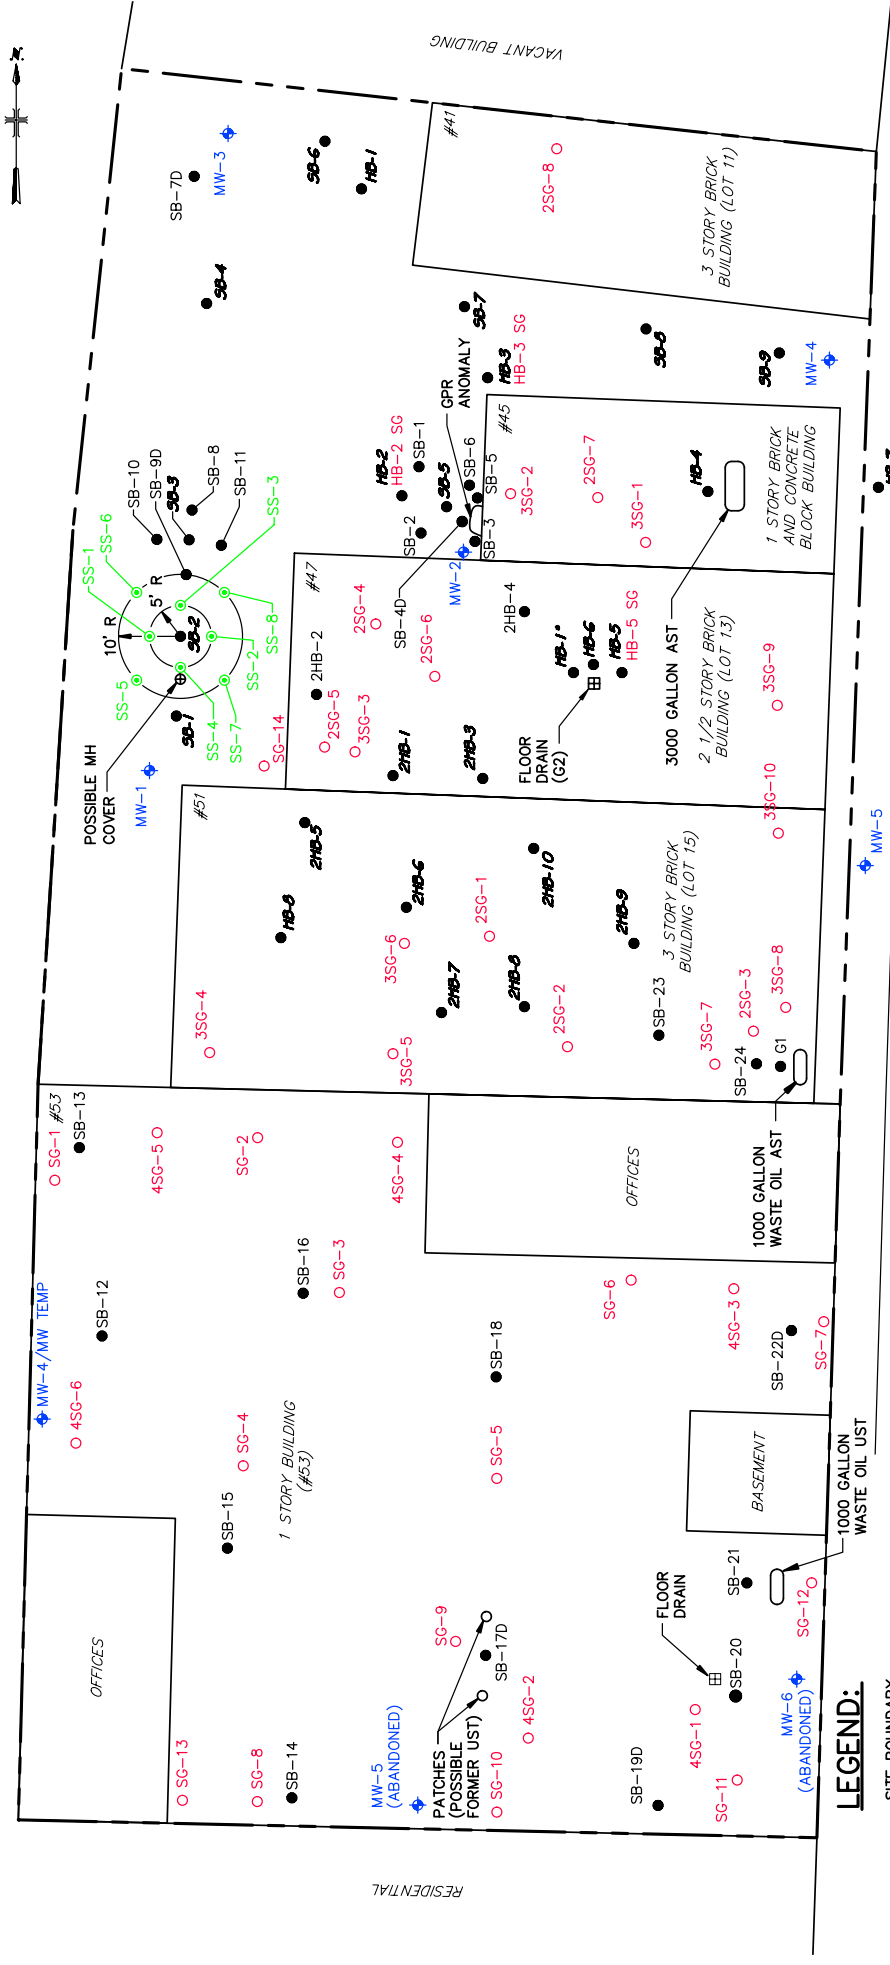 N
VACANT BUILDING
#41
3 STORY BRICK
BUILDING (LOT 11)
2SG-8
SB-7D
MW-3
SB-6
HB-1
SB-4
SB-7
HB-3
HB-3 SG
SB-8
SB-9
MW-4
GPR
ANOMALY
HB-2
HB-2 SG
SB-1
SB-6
SB-5
SB-5
SB-2
SB-3
SB-4D
MW-2
#45
3SG-2
2SG-7
3SG-1
HB-4
1 STORY BRICK
AND CONCRETE
BLOCK BUILDING
3000 GALLON AST
SB-10
SB-9D
SB-3
SB-8
SB-11
SS-3
SS-6
SS-1
10' R
5' R
SB-2
SS-8
SS-2
SS-5
SS-4
SS-7
SB-1
SG-14
POSSIBLE MH
COVER
MW-1
#47
2SG-4
2SG-6
2HB-4
2HB-2
2SG-5
3SG-3
2HB-1
2HB-3
HB-1*
HB-6
HB-5
HB-5 SG
FLOOR
DRAIN
(G2)
2 1/2 STORY BRICK
BUILDING (LOT 13)
3SG-9
3SG-10
#51
2HB-5
HB-8
2HB-6
3SG-6
2SG-1
2HB-10
2HB-9
3 STORY BRICK
BUILDING (LOT 15)
2HB-7
2HB-8
3SG-4
3SG-5
2SG-2
SB-23
3SG-7
2SG-3
3SG-8
SB-24
G1
MW-5
1000 GALLON
WASTE OIL AST
#53
SG-1
SB-13
4SG-5
SG-2
4SG-4
OFFICES
MW-4/MW TEMP
SB-12
4SG-6
SB-16
SG-3
SG-4
SB-15
1 STORY BUILDING
(#53)
SB-18
SG-5
SG-6
4SG-3
SB-22D
SG-7
BASEMENT
1000 GALLON
WASTE OIL UST
OFFICES
SG-13
SG-8
SB-14
MW-5
(ABANDONED)
PATCHES
(POSSIBLE
FORMER UST)
SG-9
SB-17D
4SG-2
SG-10
FLOOR
DRAIN
SB-21
SG-12
SB-20
4SG-1
SB-19D
SG-11
MW-6
(ABANDONED)
RESIDENTIAL
LEGEND:
SITE BOUNDARY